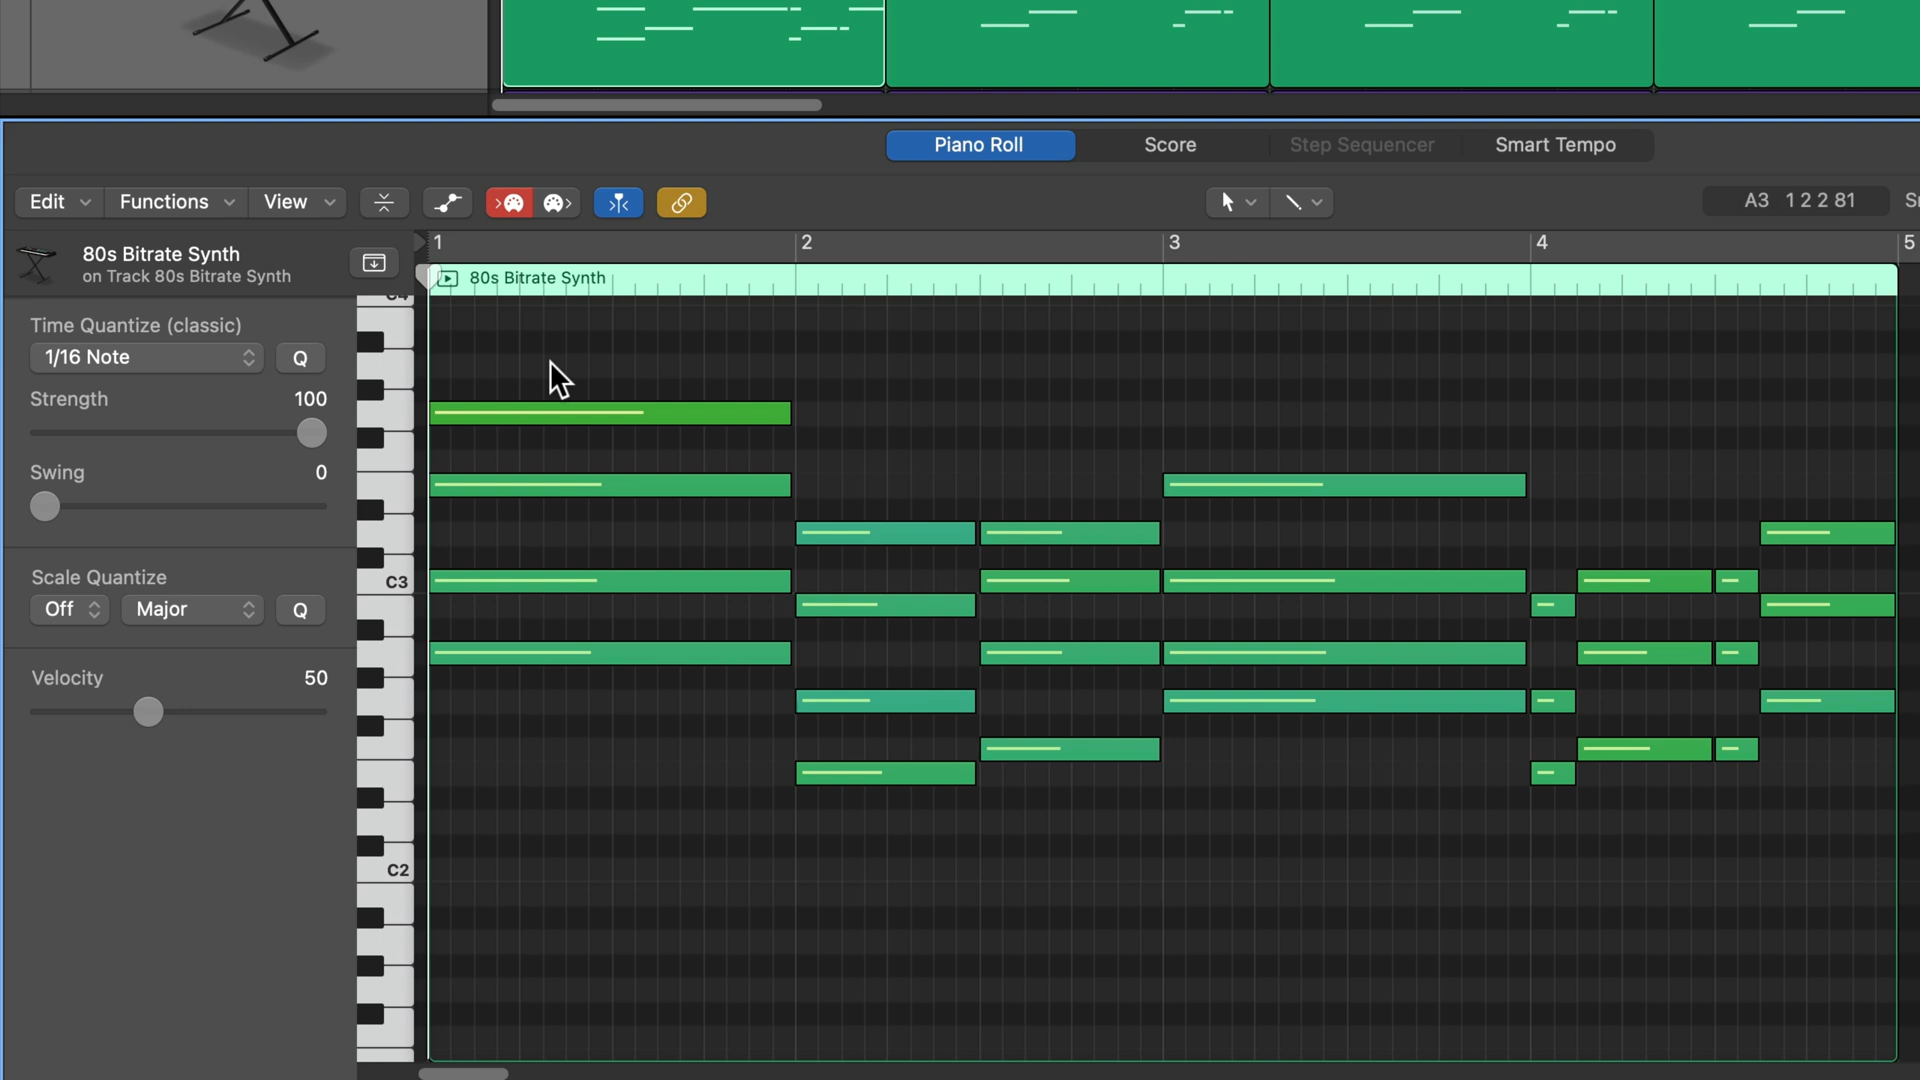 Piano Roll
Score
Step Sequencer
Smart Tempo
Edit
Functions
View
A3 1 2 2 81
80s Bitrate Synth
on Track 80s Bitrate Synth
1
2
3
4
5
80s Bitrate Synth
Time Quantize (classic)
1/16 Note
Q
Strength
100
Swing
0
Scale Quantize
Off
Major
Q
Velocity
50
C3
C2